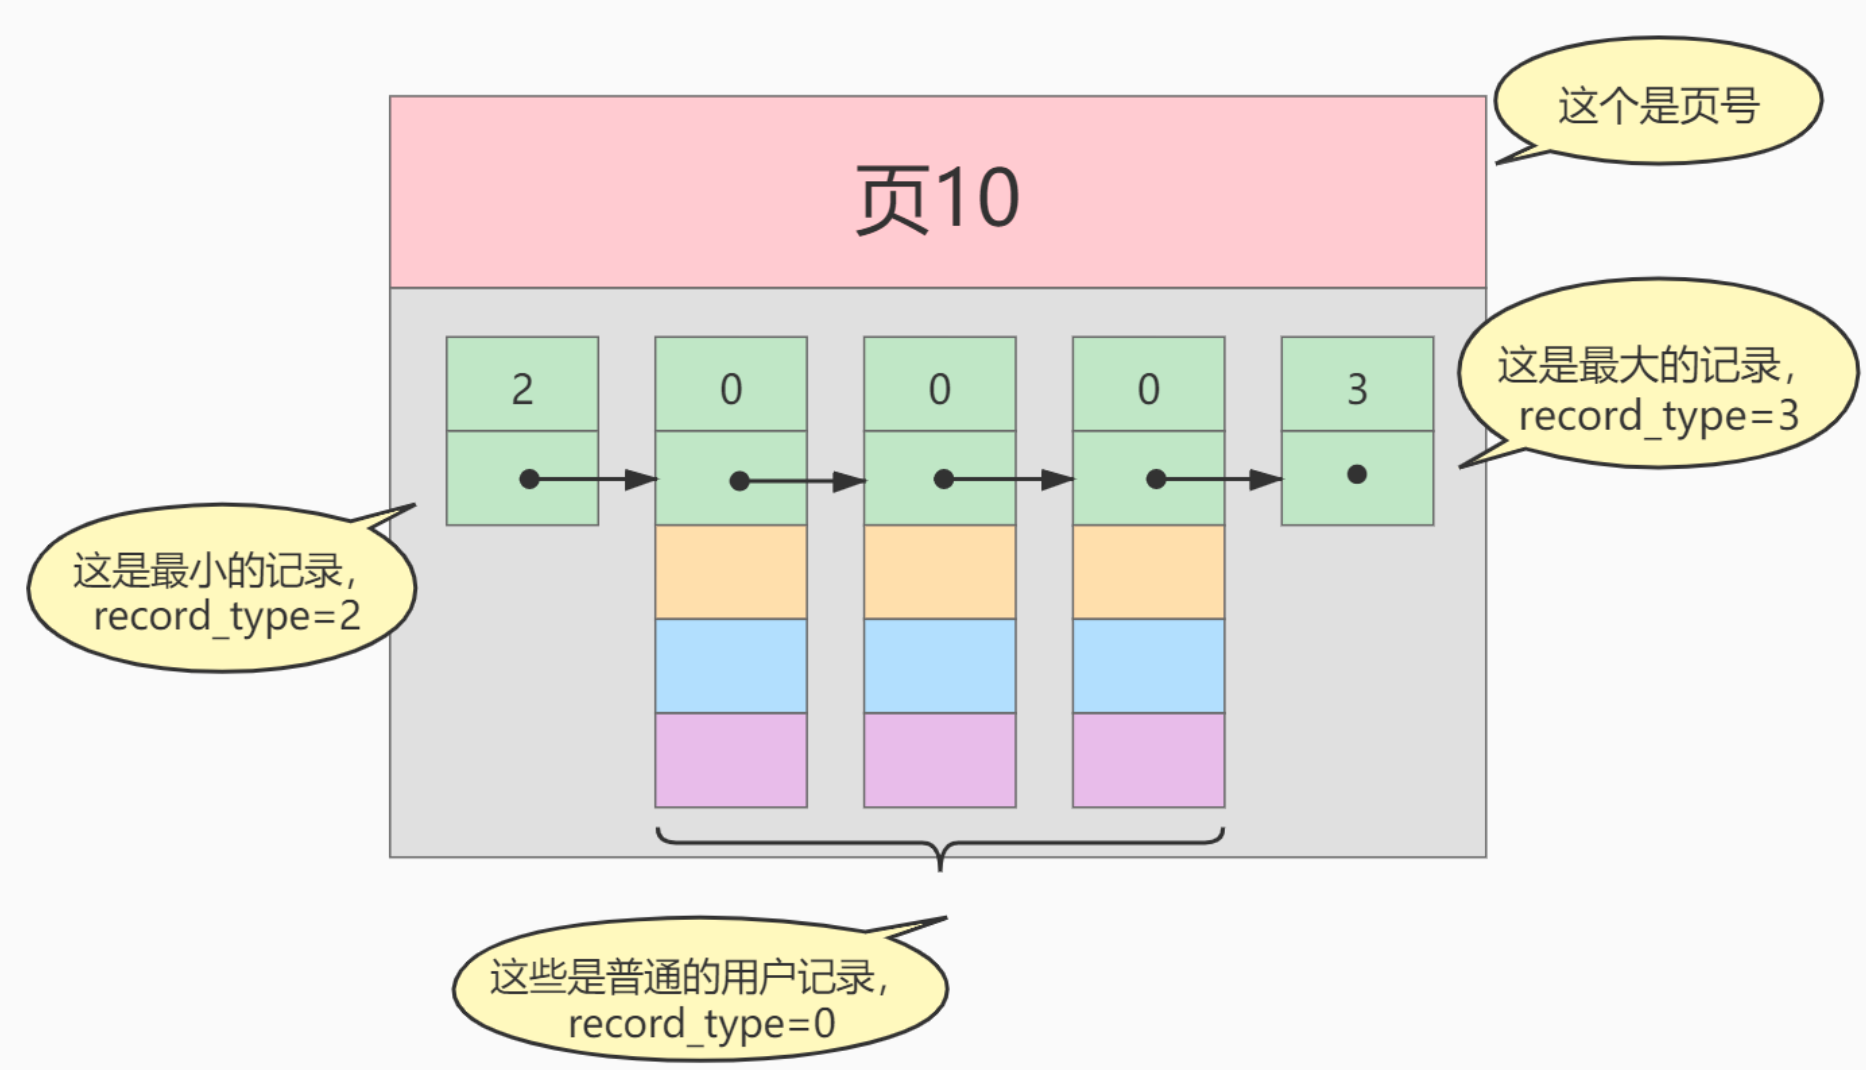 这个是页号
页10
2 0 0 0 3
这是最大的记录，
record_type=3
这是最小的记录，
record_type=2
这些是普通的用户记录，
record_type=0